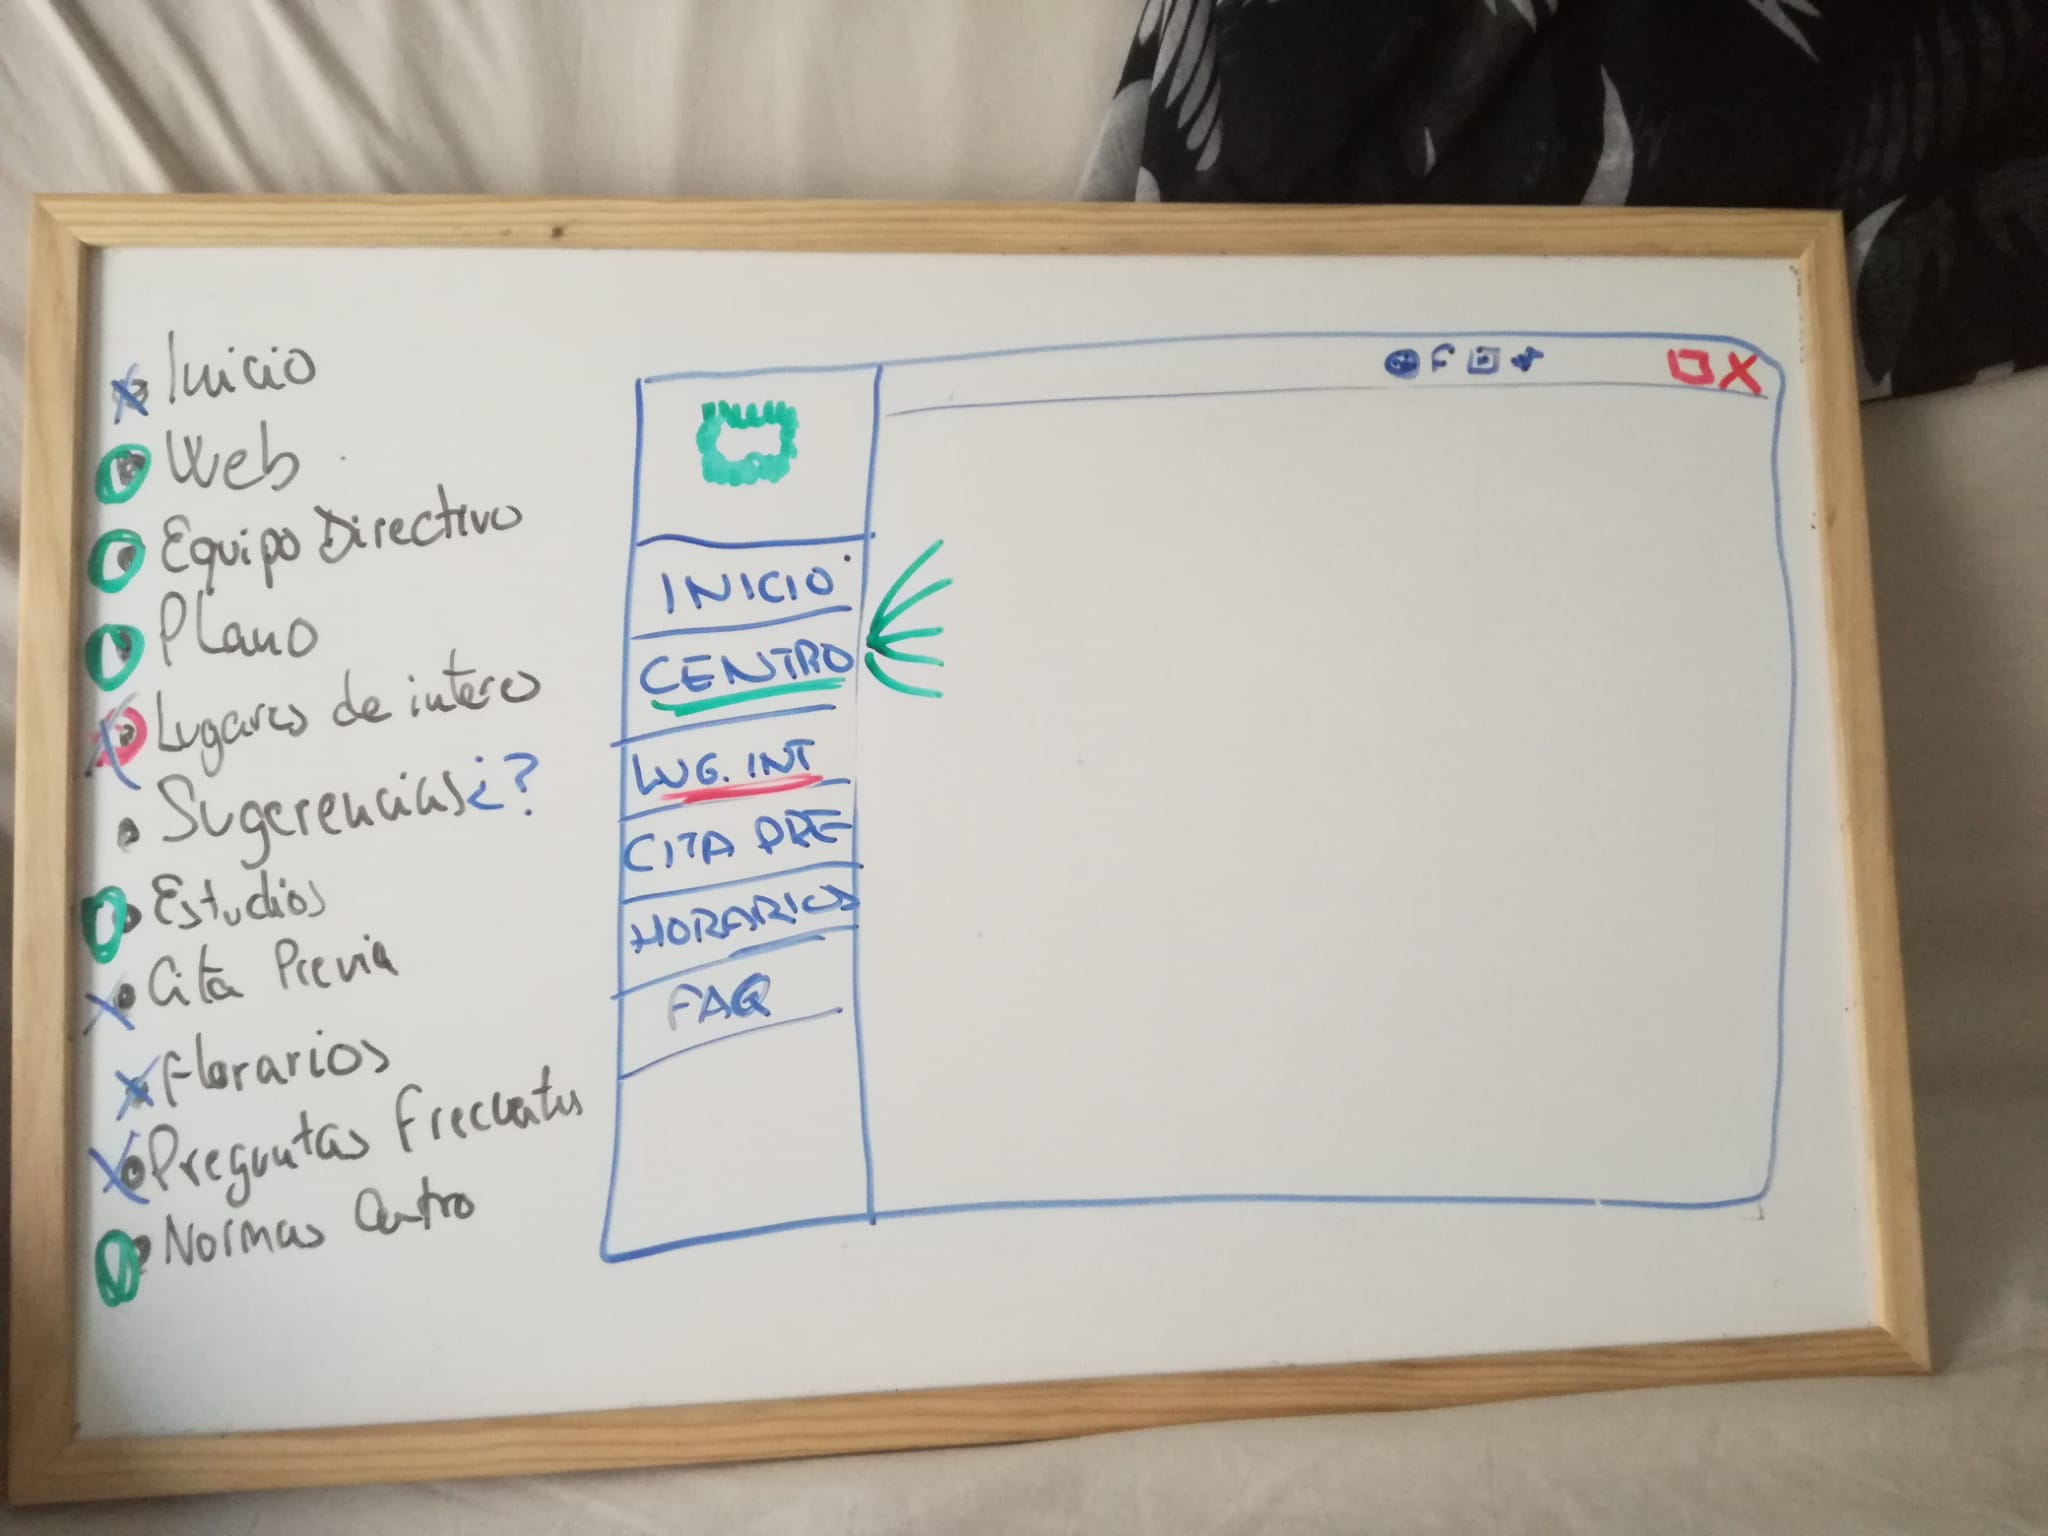 Inicio
Web
Equipo Directivo
Plano
Lugares de interes
Sugerencias¿?
Estudios
Cita Previa
Horarios
Preguntas Frecuentes
Normas Centro
INICIO
CENTRO
LUG. INT
CITA PRE
HORARIOS
FAQ